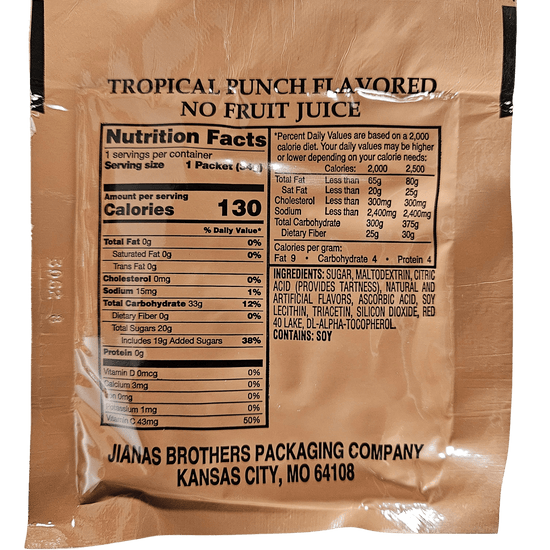 TROPICAL PUNCH FLAVORED
NO FRUIT JUICE
Nutrition Facts
1 servings per container
Serving size 1 Packet
Amount per serving
Calories 130
% Daily Value*
Total Fat 0g 0%
Saturated Fat 0g 0%
Trans Fat 0g
Cholesterol 0mg 0%
Sodium 15mg 1%
Total Carbohydrate 33g 12%
Dietary Fiber 0g 0%
Total Sugars 20g
Includes 19g Added Sugars 38%
Protein 0g
Vitamin D 0mcg 0%
Calcium 3mg 0%
0mg 0%
1mg 0%
C 43mg 50%
*Percent Daily Values are based on a 2,000
calorie diet. Your daily values may be higher
or lower depending on your calorie needs:
Calories: 2,000 2,500
Total Fat Less than 65g 80g
Sat Fat Less than 20g 25g
Cholesterol Less than 300mg 300mg
Sodium Less than 2,400mg 2,400mg
Total Carbohydrate 300g 375g
Dietary Fiber 25g 30g
Calories per gram:
Fat 9 • Carbohydrate 4 • Protein 4
INGREDIENTS: SUGAR, MALTODEXTRIN, CITRIC
ACID (PROVIDES TARTNESS), NATURAL AND
ARTIFICIAL FLAVORS, ASCORBIC ACID, SOY
LECITHIN, TRIACETIN, SILICON DIOXIDE, RED
40 LAKE, DL-ALPHA-TOCOPHEROL.
CONTAINS: SOY
JIANAS BROTHERS PACKAGING COMPANY
KANSAS CITY, MO 64108